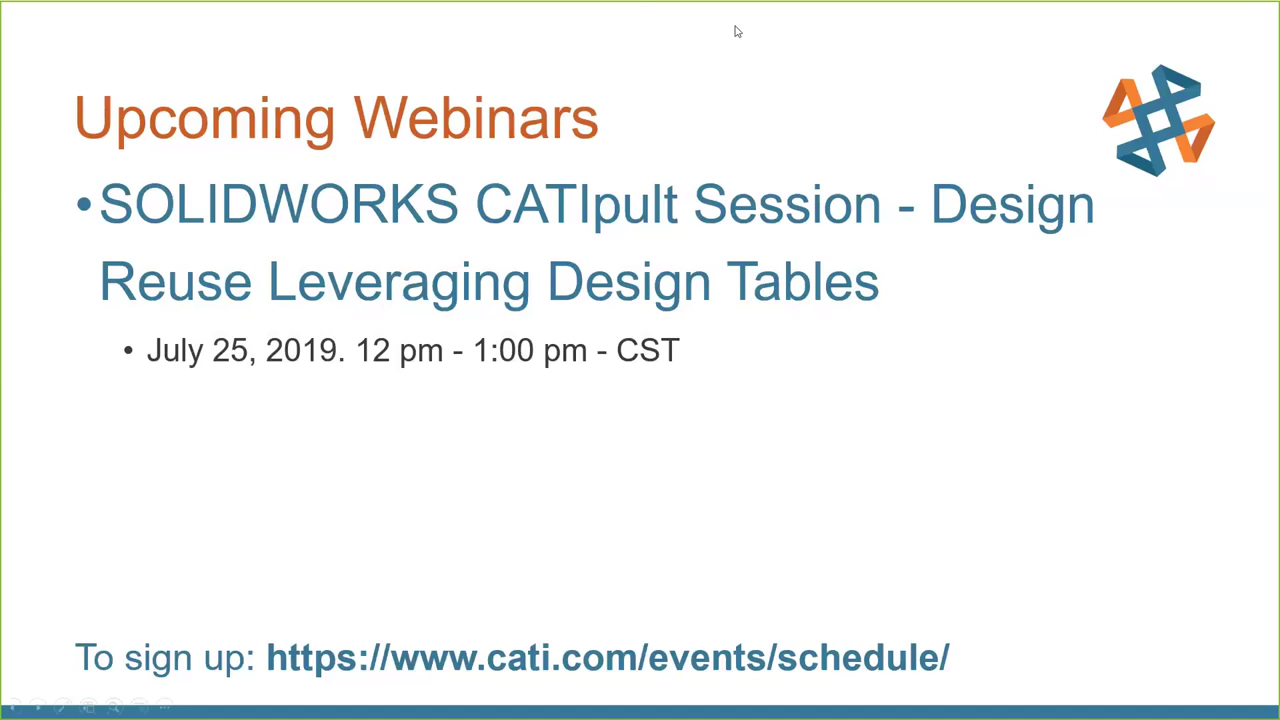 Upcoming Webinars
•SOLIDWORKS CATIpult Session - Design
Reuse Leveraging Design Tables
• July 25, 2019. 12 pm - 1:00 pm - CST
To sign up: https://www.cati.com/events/schedule/